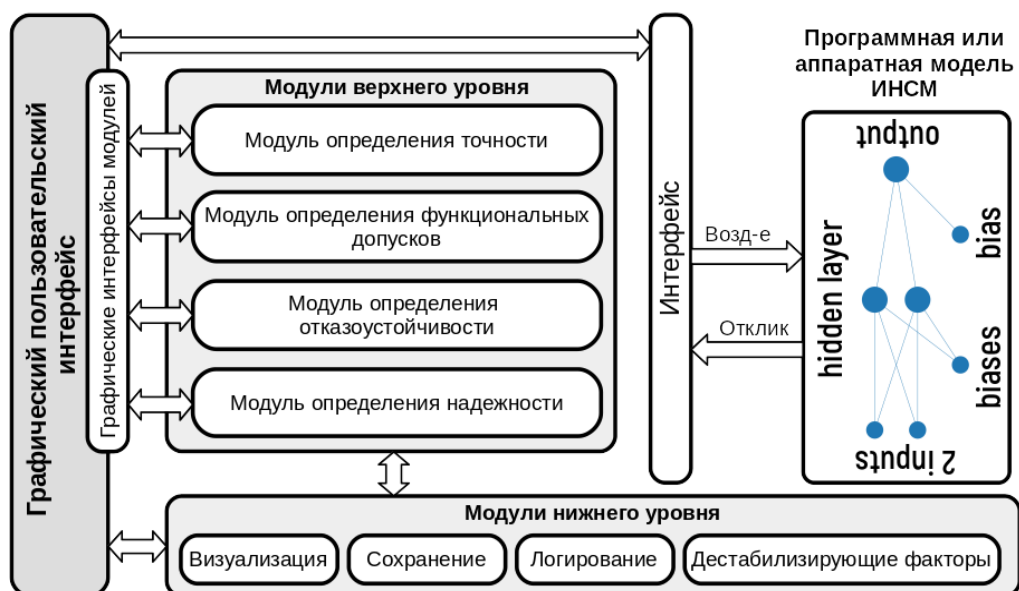 Графический пользовательский
интерфейс
Графические интерфейсы модулей
Модули верхнего уровня
Модуль определения точности
Модуль определения функциональных
допусков
Модуль определения
отказоустойчивости
Модуль определения надежности
Интерфейс
Возд-е
Отклик
Программная или
аппаратная модель
ИНСМ
output
hidden layer
bias
biases
2 inputs
Модули нижнего уровня
Визуализация
Сохранение
Логирование
Дестабилизирующие факторы